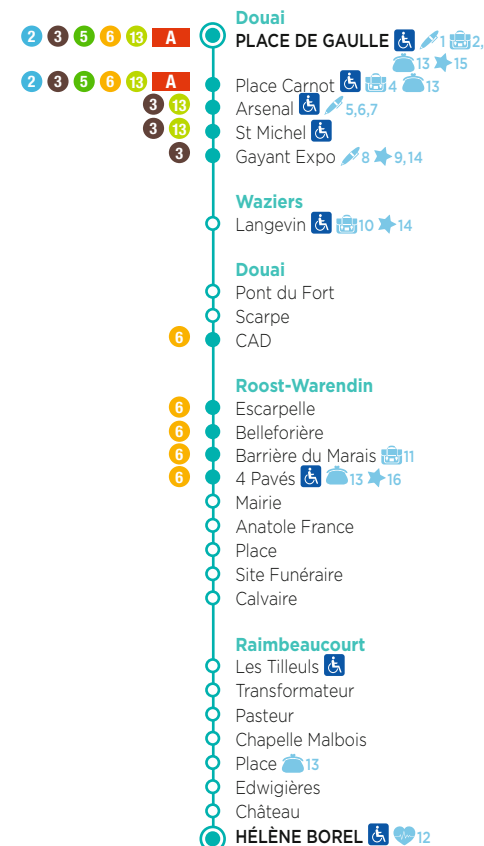 Douai
2 3 5 6 13 A PLACE DE GAULLE 1 2,
13 15
2 3 5 6 13 A Place Carnot 4 13
3 13 Arsenal 5,6,7
3 13 St Michel
3 Gayant Expo 8 9,14
Waziers
Langevin 10 14
Douai
Pont du Fort
Scarpe
6 CAD
Roost-Warendin
6 Escarpelle
6 Belleforière
6 Barrière du Marais 11
6 4 Pavés 13 16
Mairie
Anatole France
Place
Site Funéraire
Calvaire
Raimbeaucourt
Les Tilleuls
Transformateur
Pasteur
Chapelle Malbois
Place 13
Edwigières
Château
HÉLÈNE BOREL 12